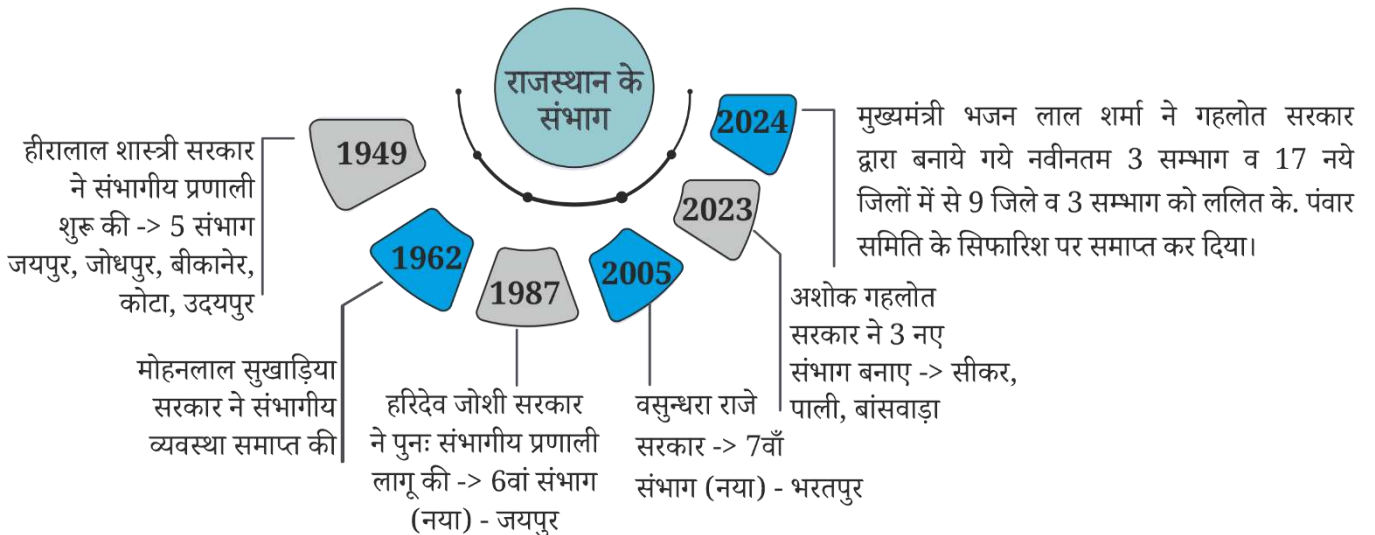 राजस्थान के
संभाग
1949
हीरालाल शास्त्री सरकार
ने संभागीय प्रणाली
शुरू की -> 5 संभाग
जयपुर, जोधपुर, बीकानेर,
कोटा, उदयपुर
1962
मोहनलाल सुखाड़िया
सरकार ने संभागीय
व्यवस्था समाप्त की
1987
हरिदेव जोशी सरकार
ने पुनः संभागीय प्रणाली
लागू की -> 6वां संभाग
(नया) - जयपुर
2005
वसुन्धरा राजे
सरकार -> 7वाँ
संभाग (नया) - भरतपुर
2023
अशोक गहलोत
सरकार ने 3 नए
संभाग बनाए -> सीकर,
पाली, बांसवाड़ा
2024
मुख्यमंत्री भजन लाल शर्मा ने गहलोत सरकार
द्वारा बनाये गये नवीनतम 3 सम्भाग व 17 नये
जिलों में से 9 जिले व 3 सम्भाग को ललित के. पंवार
समिति के सिफारिश पर समाप्त कर दिया।